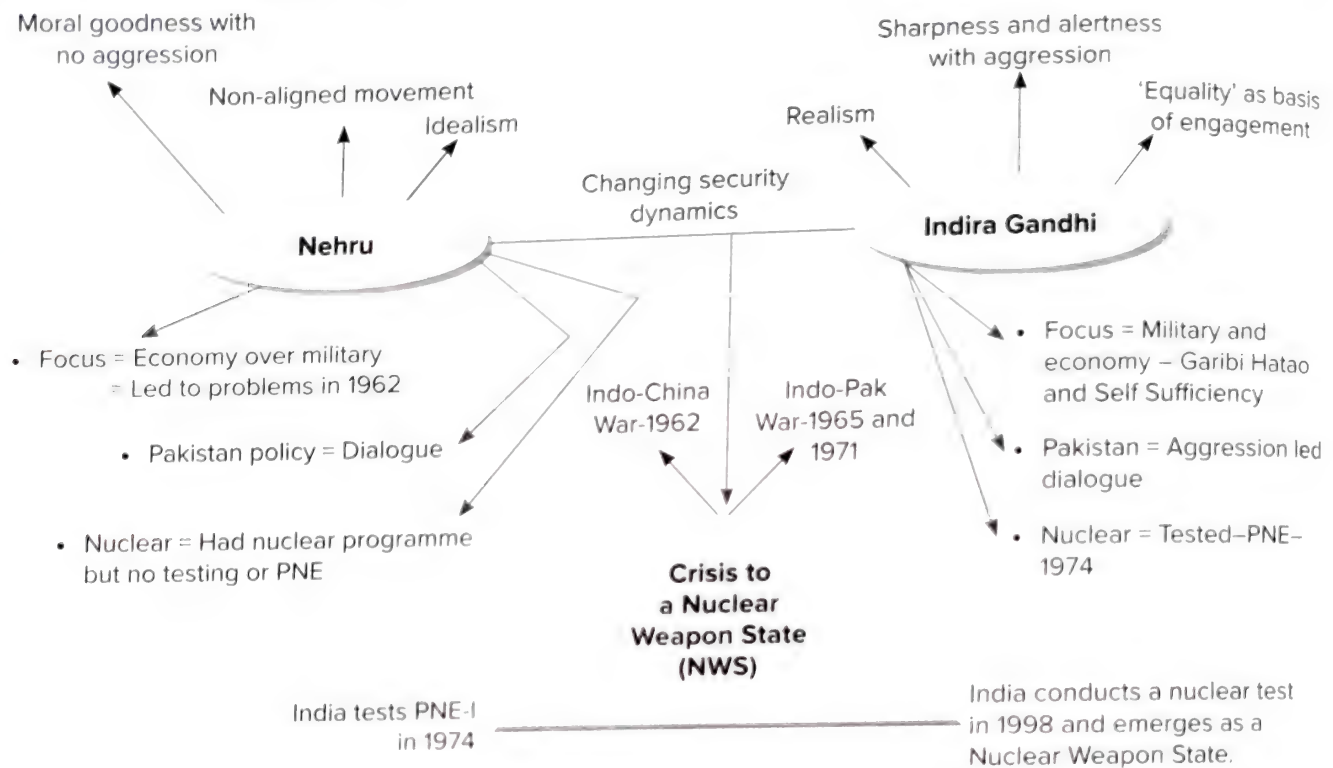 Moral goodness with
no aggression
Non-aligned movement
Idealism
Nehru
Changing security
dynamics
Sharpness and alertness
with aggression
Realism
'Equality' as basis
of engagement
Indira Gandhi
• Focus = Economy over military
= Led to problems in 1962
• Pakistan policy = Dialogue
• Nuclear = Had nuclear programme
but no testing or PNE
Indo-China
War-1962
Indo-Pak
War-1965 and
1971
• Focus = Military and
economy – Garibi Hatao
and Self Sufficiency
• Pakistan = Aggression led
dialogue
• Nuclear = Tested–PNE–
1974
Crisis to
a Nuclear
Weapon State
(NWS)
India tests PNE-I
in 1974
India conducts a nuclear test
in 1998 and emerges as a
Nuclear Weapon State.